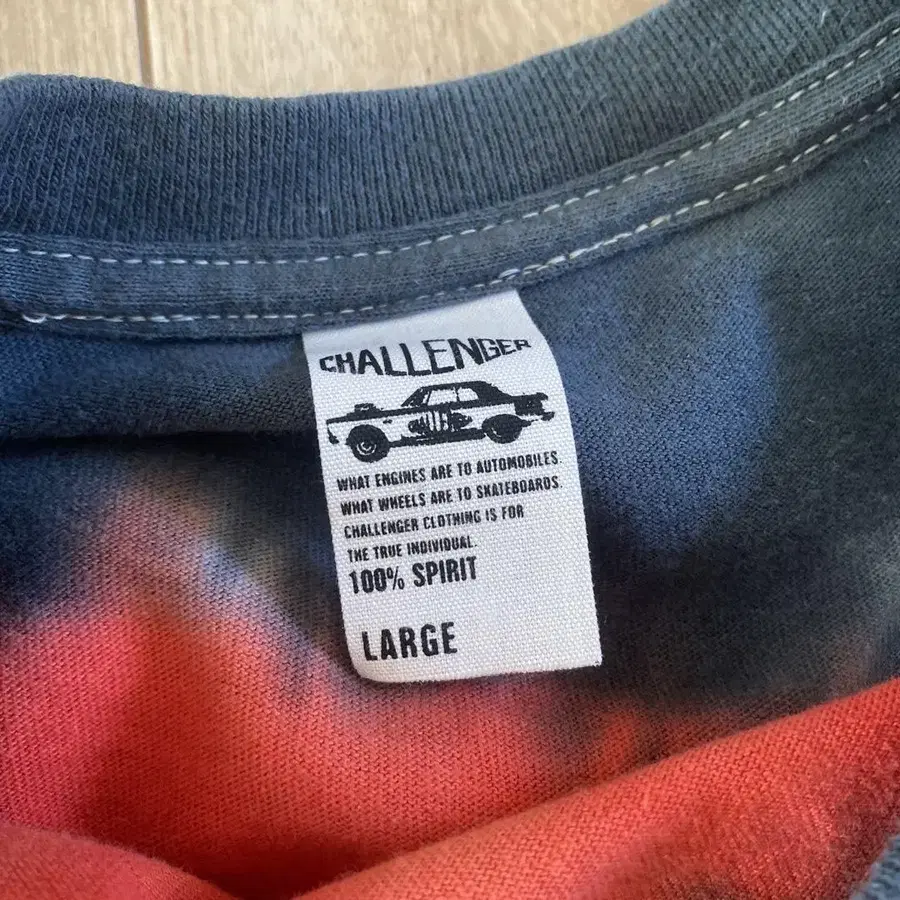 CHALLENGER
WHAT ENGINES ARE TO AUTOMOBILES.
WHAT WHEELS ARE TO SKATEBOARDS.
CHALLENGER CLOTHING IS FOR
THE TRUE INDIVIDUAL.
100% SPIRIT
LARGE